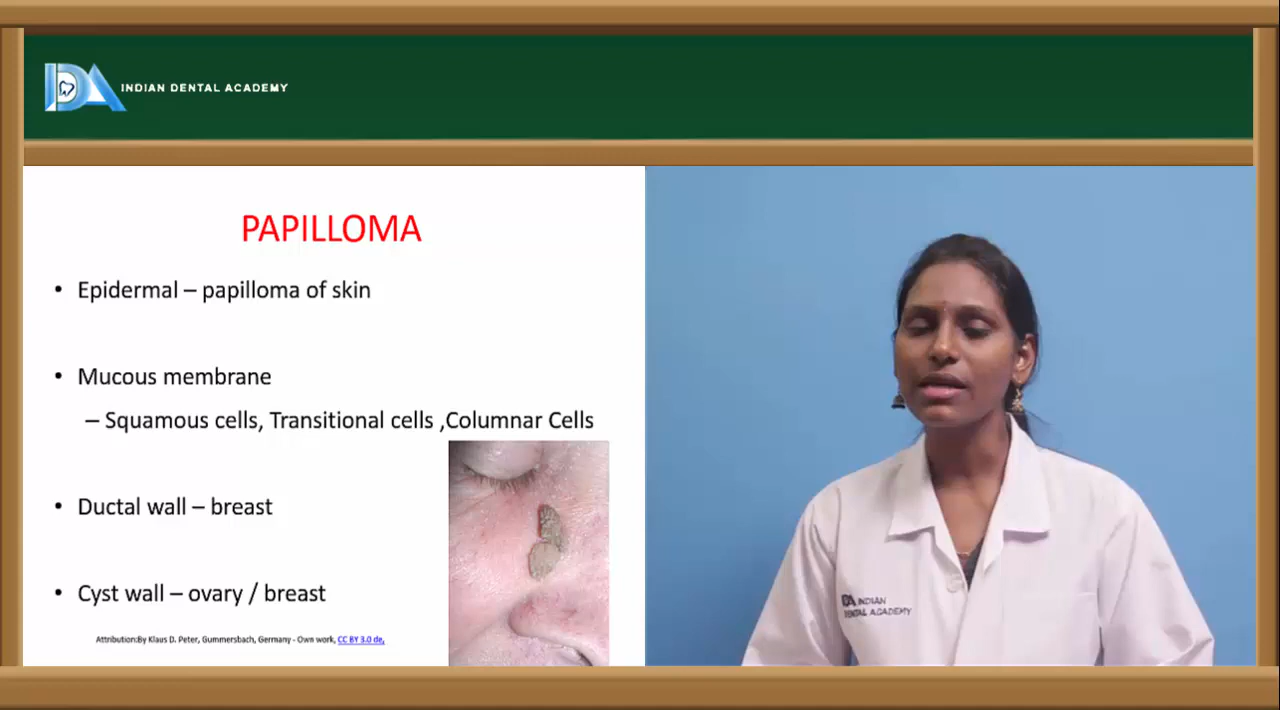 INDIAN DENTAL ACADEMY
PAPILLOMA
• Epidermal – papilloma of skin
• Mucous membrane
– Squamous cells, Transitional cells ,Columnar Cells
• Ductal wall – breast
• Cyst wall – ovary / breast
Attribution:By Klaus D. Peter, Gummersbach, Germany - Own work, CC BY 3.0 de,
IDA INDIAN
DENTAL ACADEMY